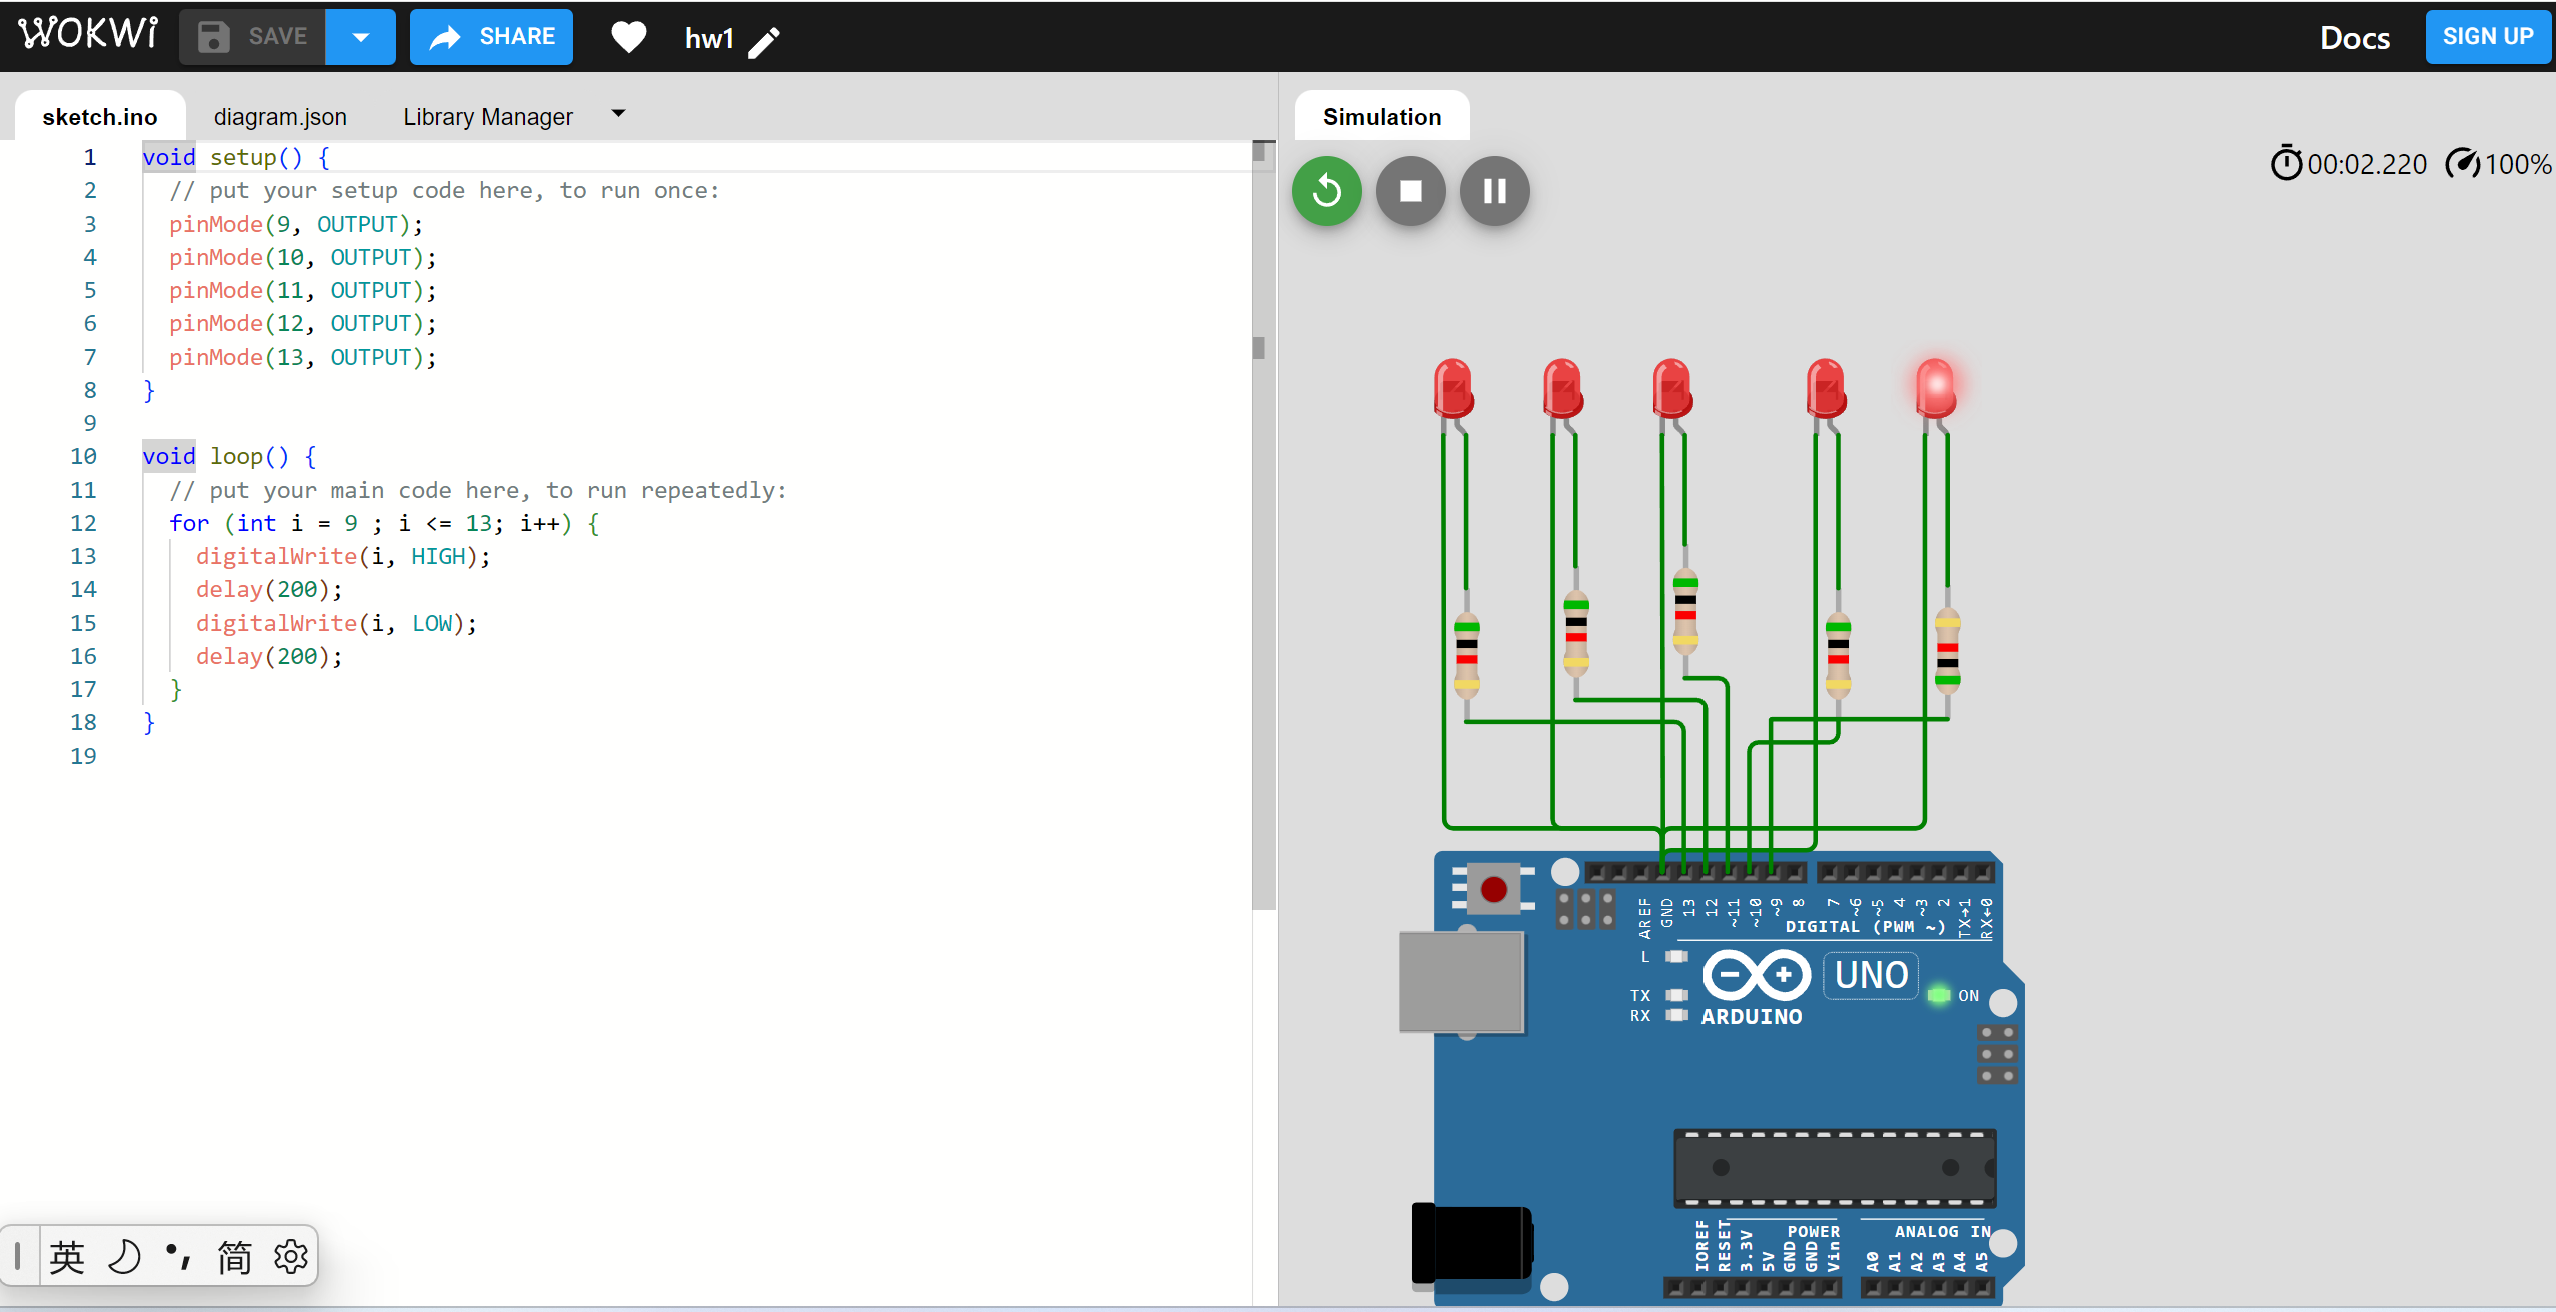 WOKWi SAVE SHARE hw1 Docs SIGN UP
sketch.ino diagram.json Library Manager
1 void setup() {
2 // put your setup code here, to run once:
3 pinMode(9, OUTPUT);
4 pinMode(10, OUTPUT);
5 pinMode(11, OUTPUT);
6 pinMode(12, OUTPUT);
7 pinMode(13, OUTPUT);
8 }
9
10 void loop() {
11 // put your main code here, to run repeatedly:
12 for (int i = 9 ; i <= 13; i++) {
13 digitalWrite(i, HIGH);
14 delay(200);
15 digitalWrite(i, LOW);
16 delay(200);
17 }
18 }
19
英 简
Simulation
00:02.220 100%
AREF GND 13 12 ~11 ~10 ~9 8 7 ~6 ~5 4 ~3 2 TX→1 RX←0
DIGITAL (PWM ~)
L
UNO
TX ON
RX ARDUINO
POWER ANALOG IN
IOREF RESET 3.3V 5V GND GND Vin A0 A1 A2 A3 A4 A5